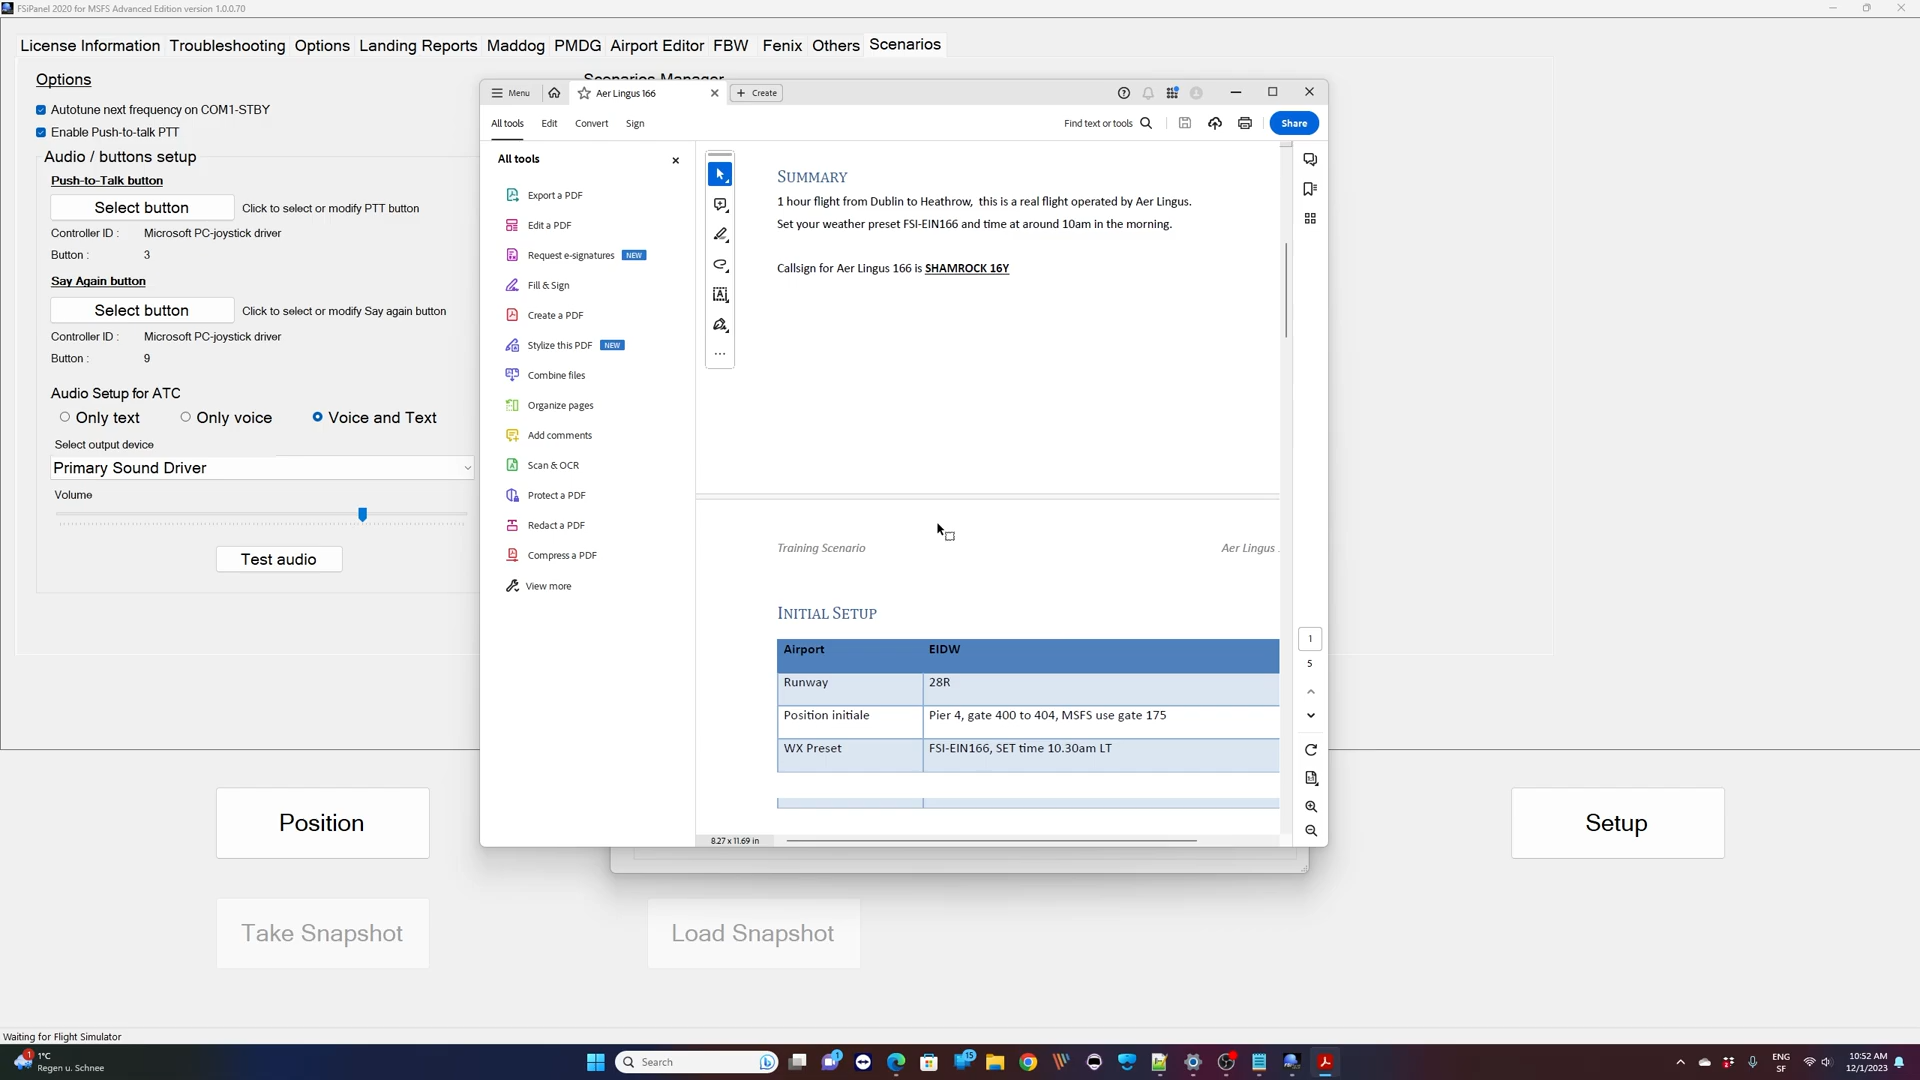 FSiPanel 2020 for MSFS Advanced Edition version 1.0.0.70
License Information Troubleshooting Options Landing Reports Maddog PMDG Airport Editor FBW Fenix Others Scenarios
Options
Scenarios Manager
Autotune next frequency on COM1-STBY
Enable Push-to-talk PTT
Audio / buttons setup
Push-to-Talk button
Select button Click to select or modify PTT button
Controller ID : Microsoft PC-joystick driver
Button : 3
Say Again button
Select button Click to select or modify Say again button
Controller ID : Microsoft PC-joystick driver
Button : 9
Audio Setup for ATC
Only text Only voice Voice and Text
Select output device
Primary Sound Driver
Volume
Test audio
Menu Aer Lingus 166 Create
All tools Edit Convert Sign Find text or tools Share
All tools
Export a PDF
Edit a PDF
Request e-signatures NEW
Fill & Sign
Create a PDF
Stylize this PDF NEW
Combine files
Organize pages
Add comments
Scan & OCR
Protect a PDF
Redact a PDF
Compress a PDF
View more
SUMMARY
1 hour flight from Dublin to Heathrow, this is a real flight operated by Aer Lingus.
Set your weather preset FSI-EIN166 and time at around 10am in the morning.
Callsign for Aer Lingus 166 is SHAMROCK 16Y
Training Scenario Aer Lingus
INITIAL SETUP
Airport EIDW
Runway 28R
Position initiale Pier 4, gate 400 to 404, MSFS use gate 175
WX Preset FSI-EIN166, SET time 10.30am LT
8.27 x 11.69 in
1
5
Position
Setup
Take Snapshot
Load Snapshot
Waiting for Flight Simulator
1
1°C
Regen u. Schnee
Search
1
15
ENG
SF
10:52 AM
12/1/2023